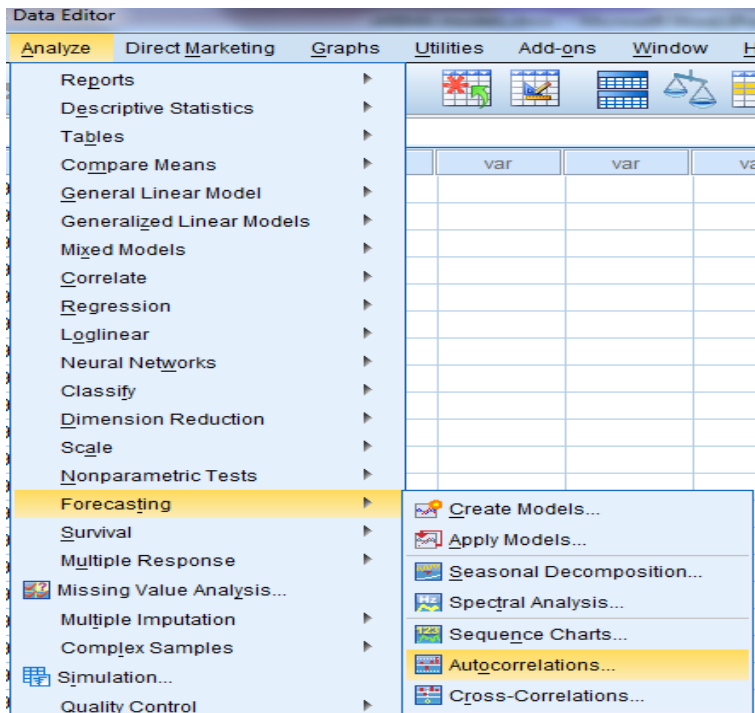 Data Editor
Analyze Direct Marketing Graphs Utilities Add-ons Window H
Reports
Descriptive Statistics
Tables
Compare Means
var var va
General Linear Model
Generalized Linear Models
Mixed Models
Correlate
Regression
Loglinear
Neural Networks
Classify
Dimension Reduction
Scale
Nonparametric Tests
Forecasting
Survival
Multiple Response
Missing Value Analysis...
Multiple Imputation
Complex Samples
Simulation...
Quality Control
Create Models...
Apply Models...
Seasonal Decomposition...
Spectral Analysis...
Sequence Charts...
Autocorrelations...
Cross-Correlations...